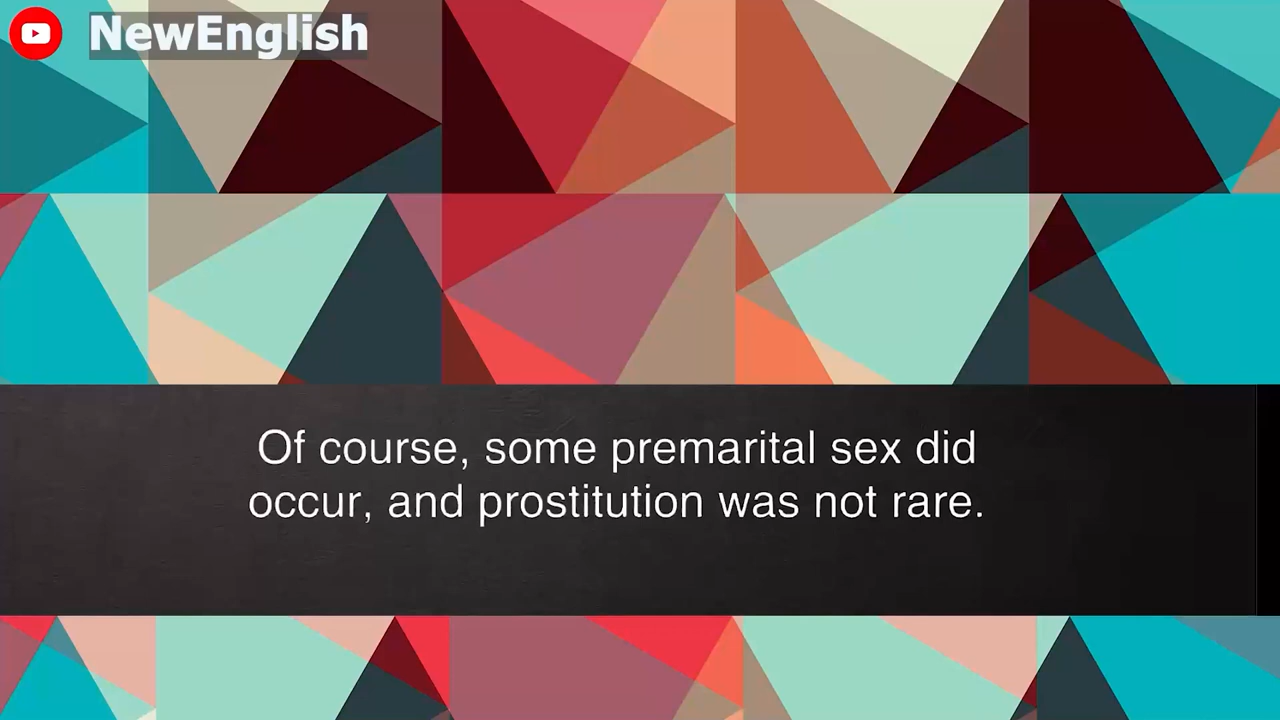 NewEnglish
Of course, some premarital sex did
occur, and prostitution was not rare.